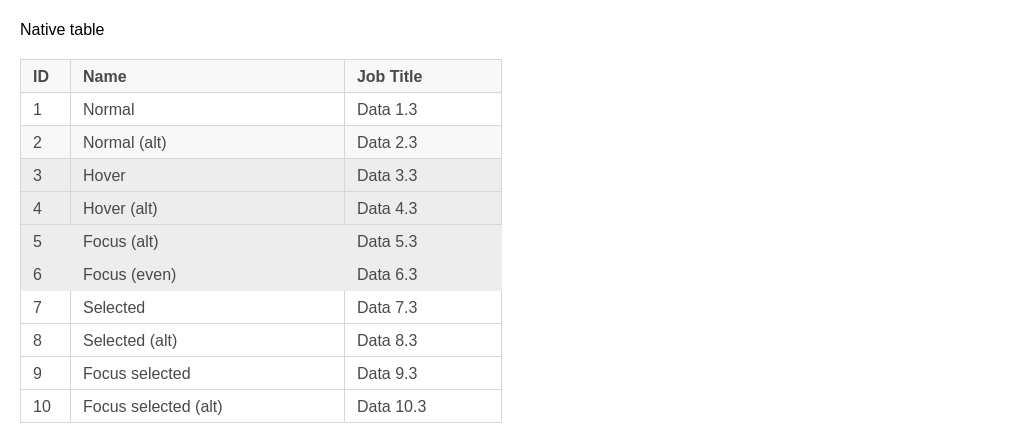 Native table
ID Name Job Title
1 Normal Data 1.3
2 Normal (alt) Data 2.3
3 Hover Data 3.3
4 Hover (alt) Data 4.3
5 Focus (alt) Data 5.3
6 Focus (even) Data 6.3
7 Selected Data 7.3
8 Selected (alt) Data 8.3
9 Focus selected Data 9.3
10 Focus selected (alt) Data 10.3